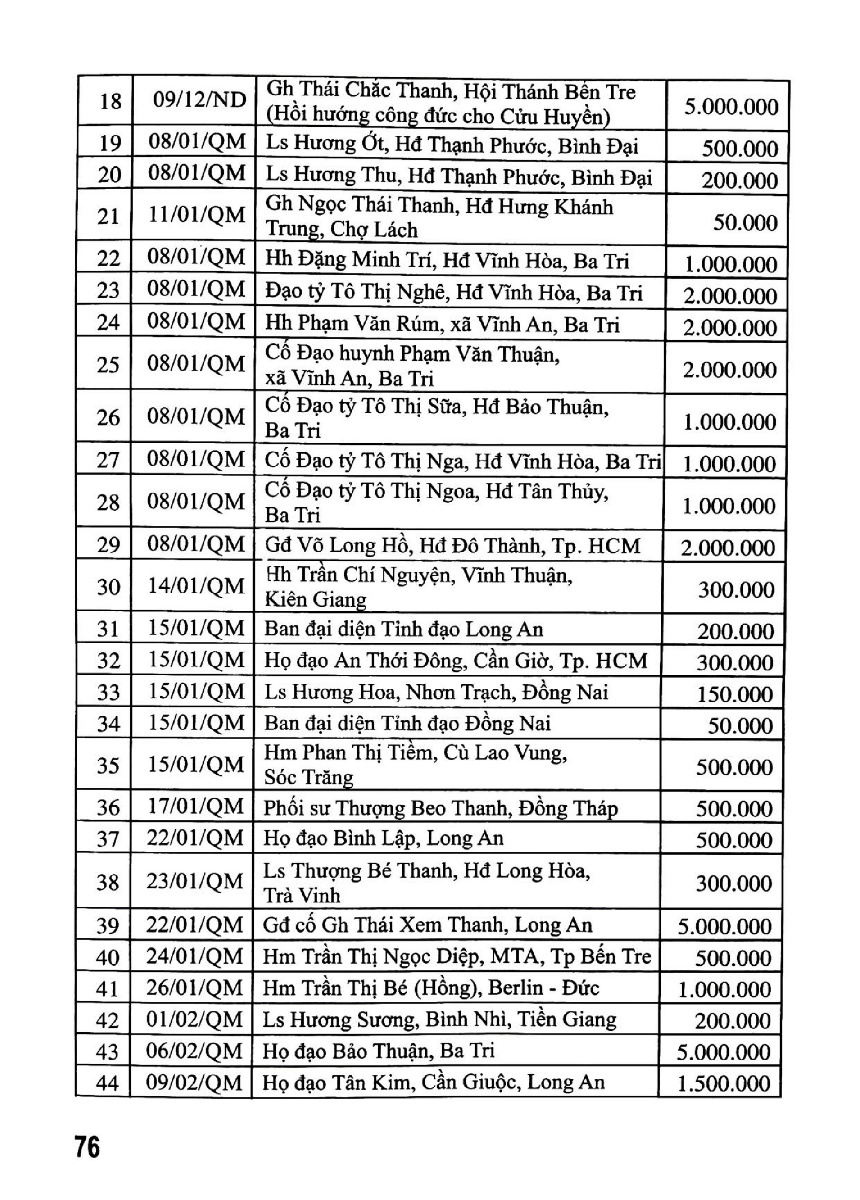 18 09/12/ND Gh Thái Chắc Thanh, Hội Thánh Bến Tre 5.000.000
(Hồi hướng công đức cho Cửu Huyền)
19 08/01/QM Ls Hương Ớt, Hđ Thạnh Phước, Bình Đại 500.000
20 08/01/QM Ls Hương Thu, Hđ Thạnh Phước, Bình Đại 200.000
21 11/01/QM Gh Ngọc Thái Thanh, Hđ Hưng Khánh 50.000
Trung, Chợ Lách
22 08/01/QM Hh Đặng Minh Trí, Hđ Vĩnh Hòa, Ba Tri 1.000.000
23 08/01/QM Đạo tỷ Tô Thị Nghê, Hđ Vĩnh Hòa, Ba Tri 2.000.000
24 08/01/QM Hh Phạm Văn Rúm, xã Vĩnh An, Ba Tri 2.000.000
25 08/01/QM Cố Đạo huynh Phạm Văn Thuận, 2.000.000
xã Vĩnh An, Ba Tri
26 08/01/QM Cố Đạo tỷ Tô Thị Sữa, Hđ Bảo Thuận, 1.000.000
Ba Tri
27 08/01/QM Cố Đạo tỷ Tô Thị Nga, Hđ Vĩnh Hòa, Ba Tri 1.000.000
28 08/01/QM Cố Đạo tỷ Tô Thị Ngoa, Hđ Tân Thủy, 1.000.000
Ba Tri
29 08/01/QM Gđ Võ Long Hồ, Hđ Đô Thành, Tp. HCM 2.000.000
30 14/01/QM Hh Trần Chí Nguyện, Vĩnh Thuận, 300.000
Kiên Giang
31 15/01/QM Ban đại diện Tỉnh đạo Long An 200.000
32 15/01/QM Họ đạo An Thới Đông, Cần Giờ, Tp. HCM 300.000
33 15/01/QM Ls Hương Hoa, Nhơn Trạch, Đồng Nai 150.000
34 15/01/QM Ban đại diện Tỉnh đạo Đồng Nai 50.000
35 15/01/QM Hm Phan Thị Tiềm, Cù Lao Vung, 500.000
Sóc Trăng
36 17/01/QM Phối sư Thượng Beo Thanh, Đồng Tháp 500.000
37 22/01/QM Họ đạo Bình Lập, Long An 500.000
38 23/01/QM Ls Thượng Bé Thanh, Hđ Long Hòa, 300.000
Trà Vinh
39 22/01/QM Gđ cố Gh Thái Xem Thanh, Long An 5.000.000
40 24/01/QM Hm Trần Thị Ngọc Diệp, MTA, Tp Bến Tre 500.000
41 26/01/QM Hm Trần Thị Bé (Hồng), Berlin - Đức 1.000.000
42 01/02/QM Ls Hương Sương, Bình Nhì, Tiền Giang 200.000
43 06/02/QM Họ đạo Bảo Thuận, Ba Tri 5.000.000
44 09/02/QM Họ đạo Tân Kim, Cần Giuộc, Long An 1.500.000
76